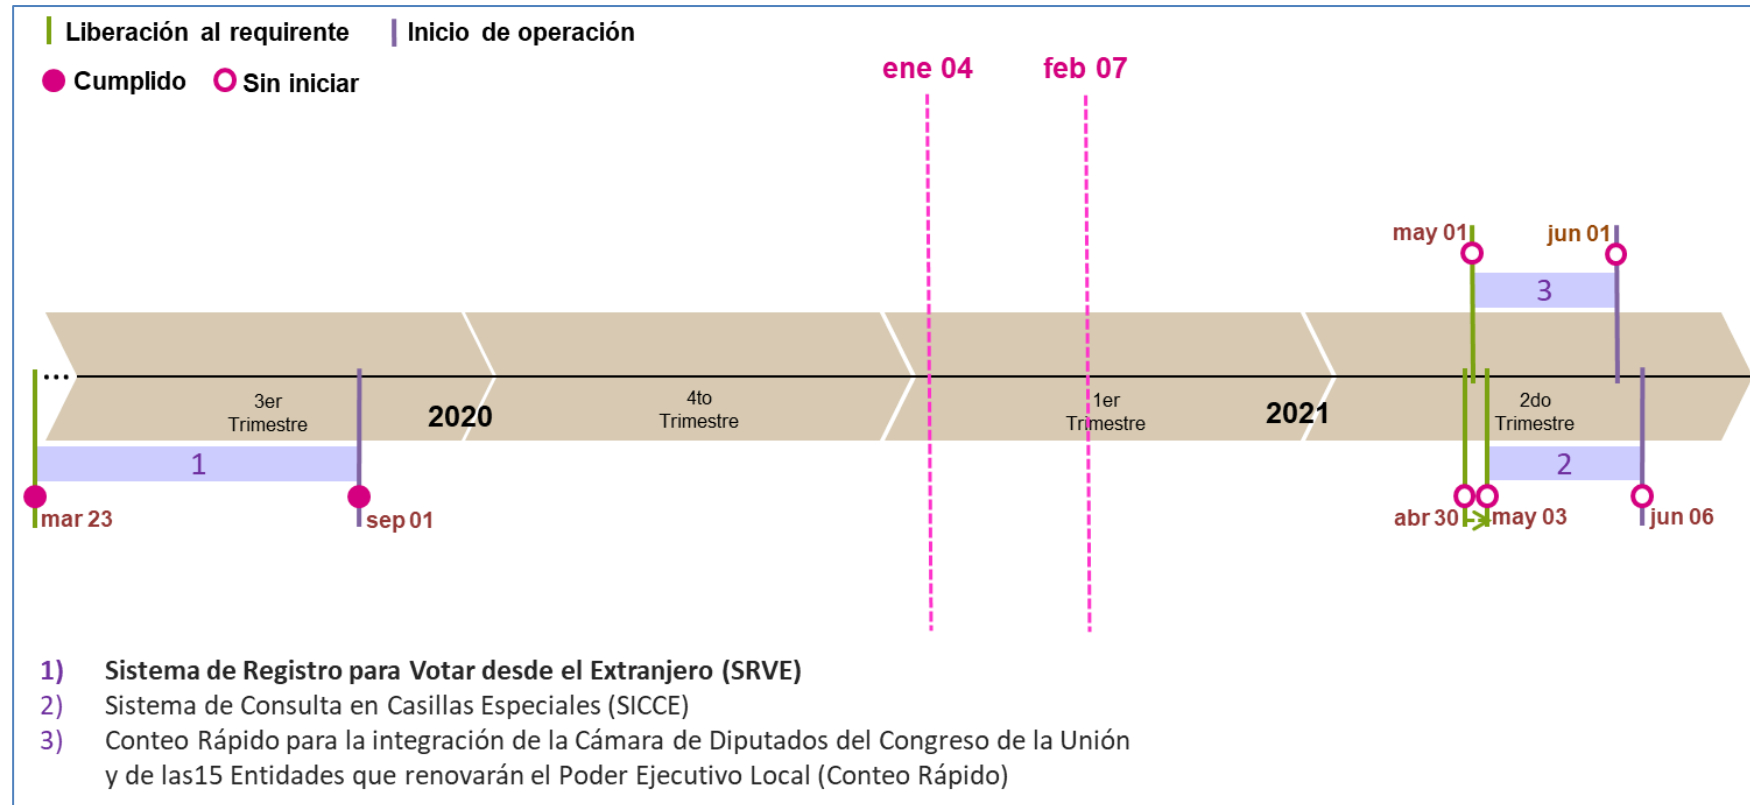 Liberación al requirente
Inicio de operación
Cumplido
Sin iniciar
ene 04
feb 07
may 01
jun 01
3
...
3er
Trimestre
2020
4to
Trimestre
1er
Trimestre
2021
2do
Trimestre
1
2
mar 23
sep 01
abr 30
may 03
jun 06
1) Sistema de Registro para Votar desde el Extranjero (SRVE)
2) Sistema de Consulta en Casillas Especiales (SICCE)
3) Conteo Rápido para la integración de la Cámara de Diputados del Congreso de la Unión
y de las15 Entidades que renovarán el Poder Ejecutivo Local (Conteo Rápido)